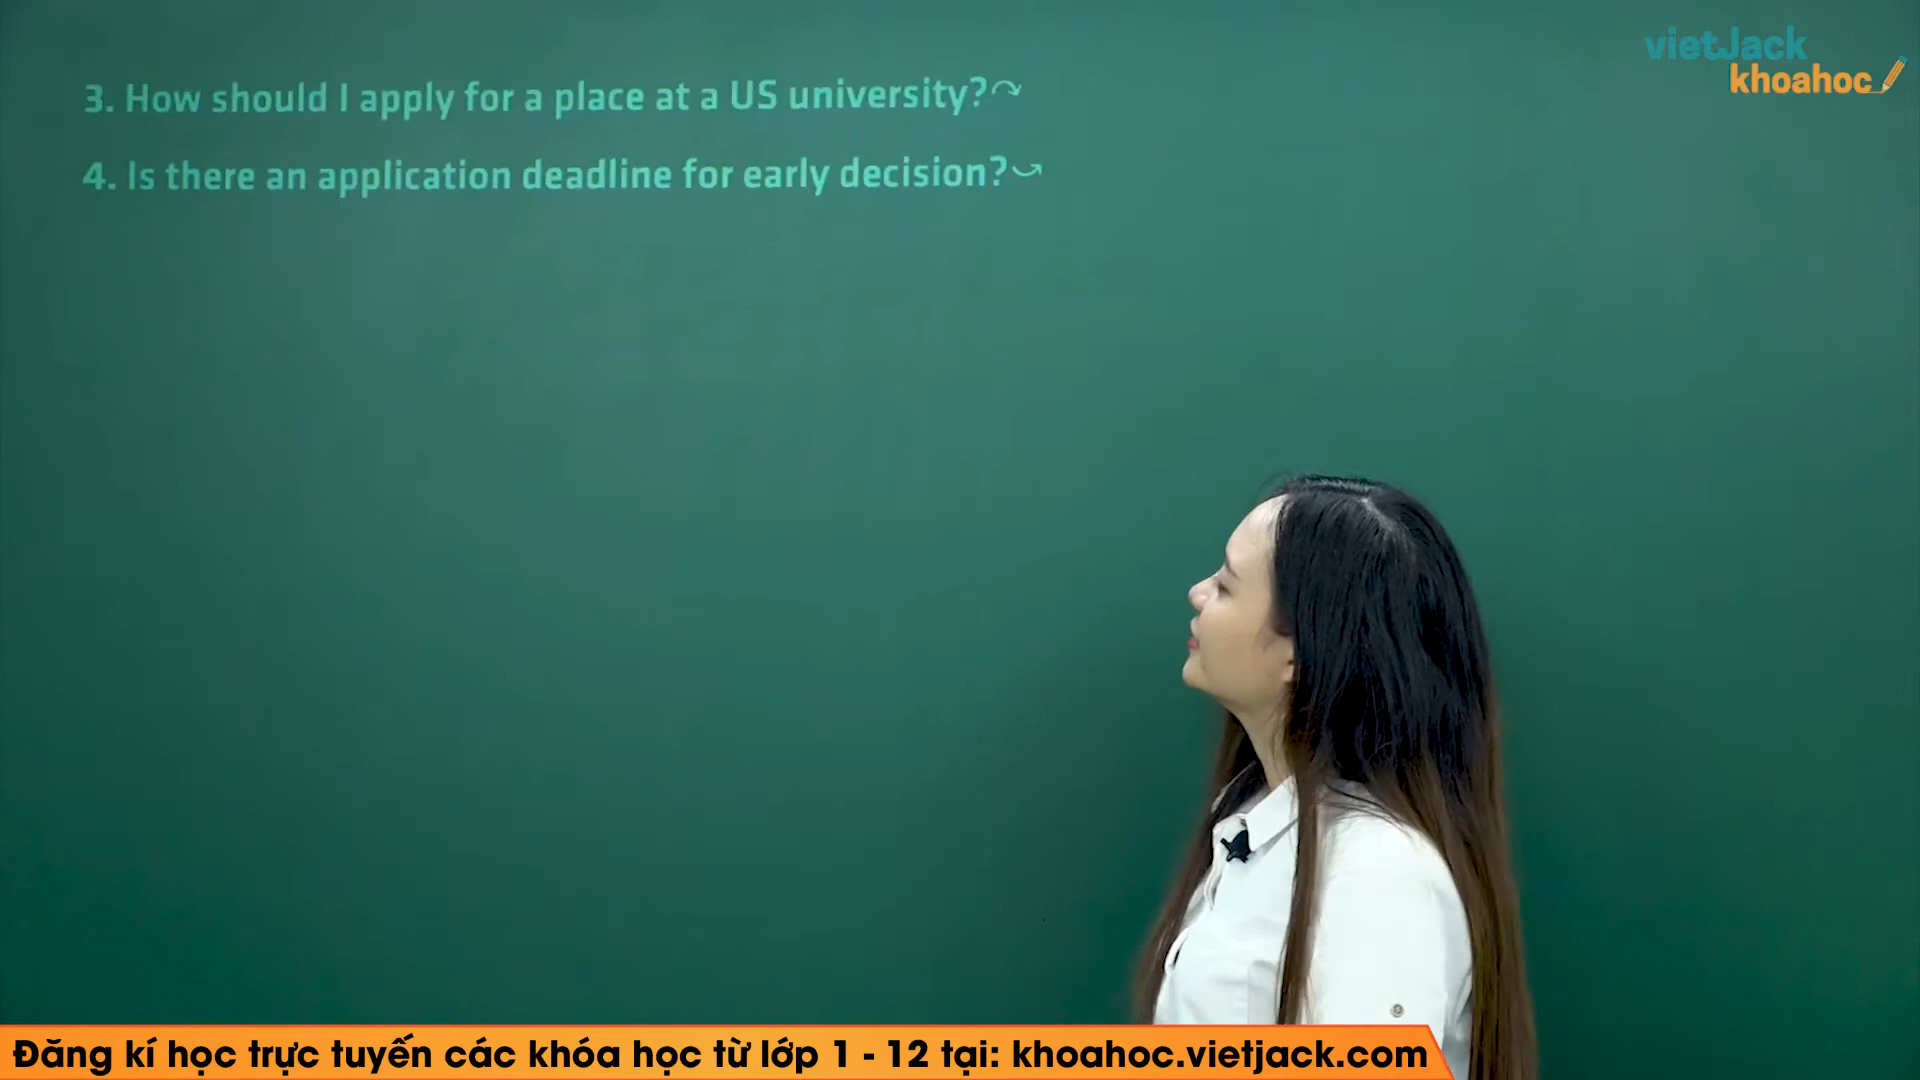 vietJack
khoahoc
3. How should I apply for a place at a US university?
4. Is there an application deadline for early decision?
Đăng kí học trực tuyến các khóa học từ lớp 1 - 12 tại: khoahoc.vietjack.com